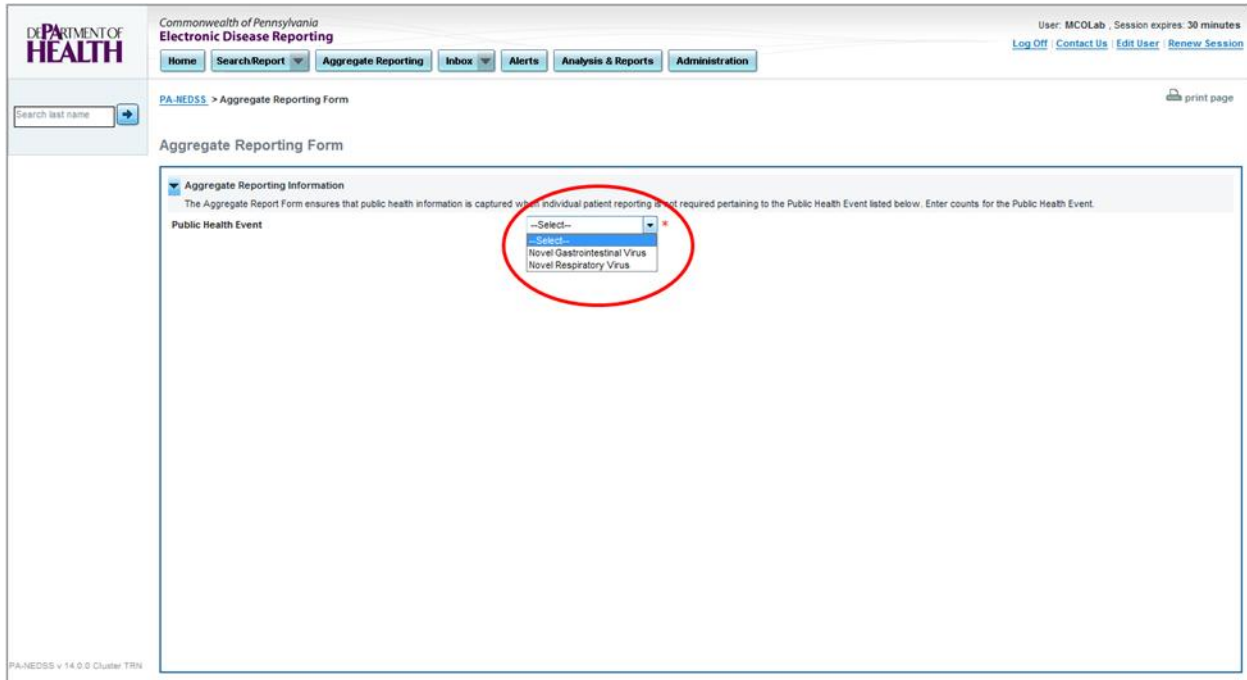 DEPARTMENT OF
HEALTH
Commonwealth of Pennsylvania
Electronic Disease Reporting
User: MCOLab , Session expires: 30 minutes
Log Off | Contact Us | Edit User | Renew Session
Home Search/Report Aggregate Reporting Inbox Alerts Analysis & Reports Administration
Search last name
PA-NEDSS > Aggregate Reporting Form
print page
Aggregate Reporting Form
Aggregate Reporting Information
The Aggregate Report Form ensures that public health information is captured when individual patient reporting is not required pertaining to the Public Health Event listed below. Enter counts for the Public Health Event.
Public Health Event
--Select-- *
--Select--
Novel Gastrointestinal Virus
Novel Respiratory Virus
PA-NEDSS v 14.0.0 Cluster TRN